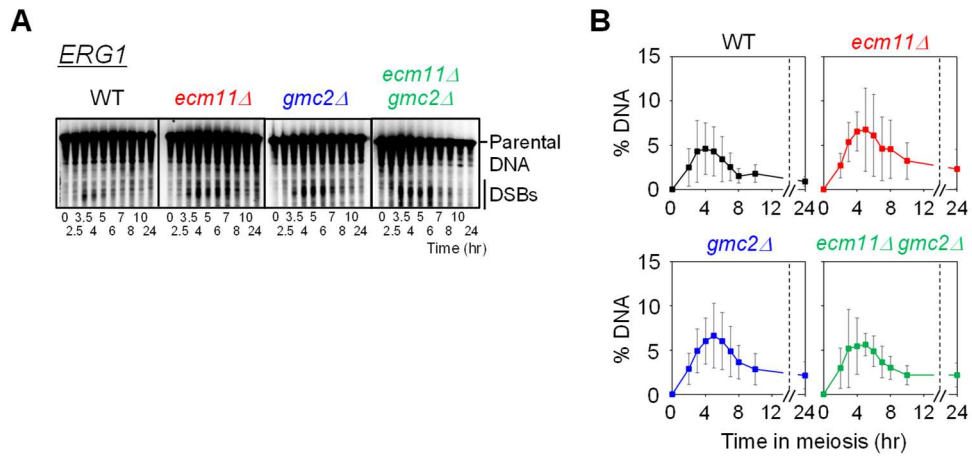 A
ERG1
WT
ecm11Δ
gmc2Δ
ecm11Δ
gmc2Δ
Parental
DNA
DSBs
0 3.5 5 7 10
2.5 4 6 8 24
0 3.5 5 7 10
2.5 4 6 8 24
0 3.5 5 7 10
2.5 4 6 8 24
0 3.5 5 7 10
2.5 4 6 8 24
Time (hr)
B
WT
ecm11Δ
% DNA
15
10
5
0
0 4 8 12 24
0 4 8 12 24
gmc2Δ
ecm11Δ gmc2Δ
% DNA
15
10
5
0
0 4 8 12 24
0 4 8 12 24
Time in meiosis (hr)